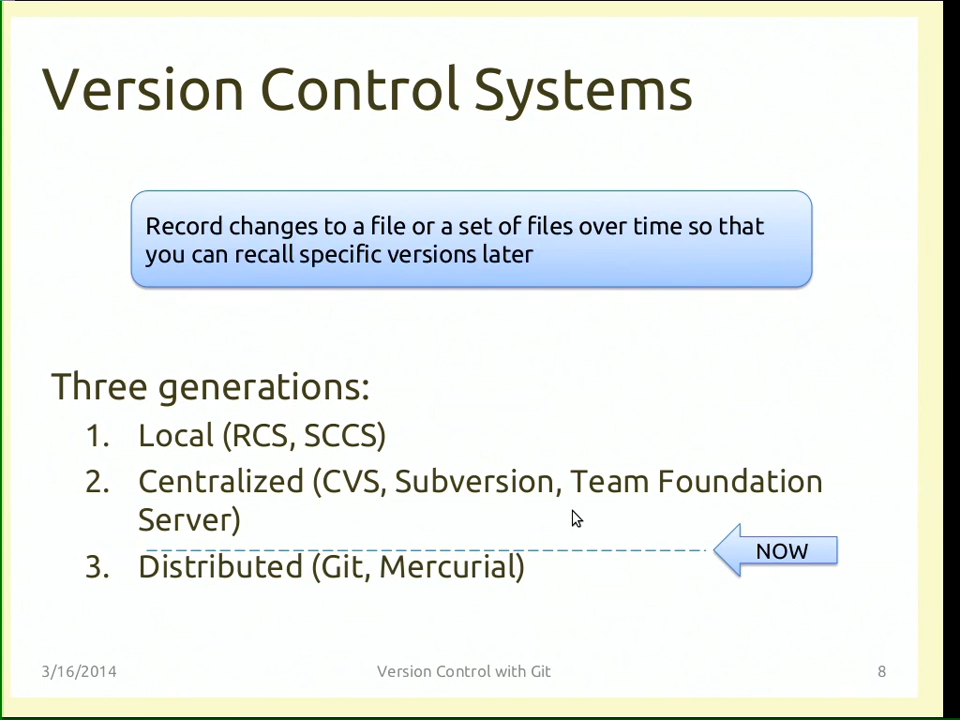 Version Control Systems
Record changes to a file or a set of files over time so that
you can recall specific versions later
Three generations:
1. Local (RCS, SCCS)
2. Centralized (CVS, Subversion, Team Foundation
Server)
NOW
3. Distributed (Git, Mercurial)
3/16/2014 Version Control with Git 8